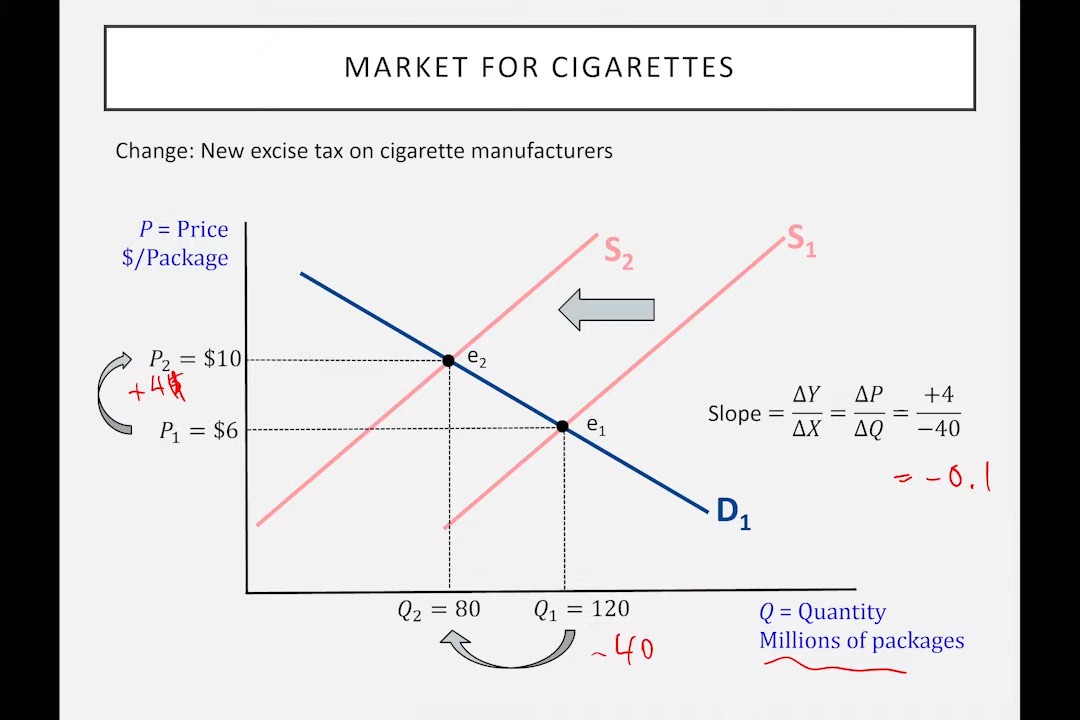 MARKET FOR CIGARETTES
Change: New excise tax on cigarette manufacturers
P = Price
$/Package
S₂
S₁
P₂ = $10
e₂
+4
P₁ = $6
e₁
Slope = ΔY/ΔX = ΔP/ΔQ = +4/−40
= -0.1
D₁
Q₂ = 80
Q₁ = 120
-40
Q = Quantity
Millions of packages